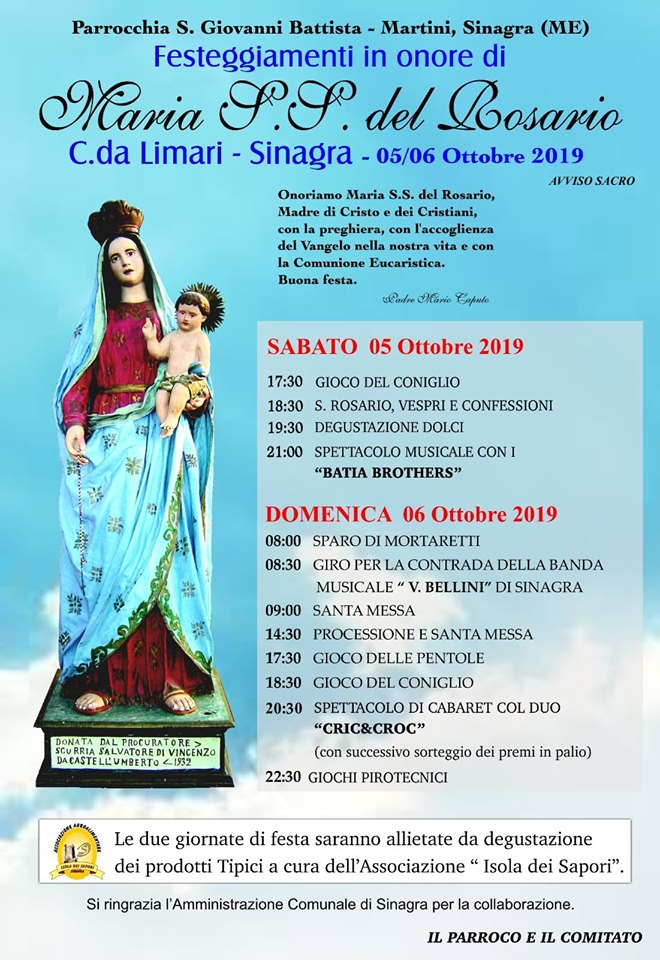 Parrocchia S. Giovanni Battista - Martini, Sinagra (ME)
Festeggiamenti in onore di
Maria S.S. del Rosario
C.da Limari - Sinagra - 05/06 Ottobre 2019
AVVISO SACRO
Onoriamo Maria S.S. del Rosario,
Madre di Cristo e dei Cristiani,
con la preghiera, con l'accoglienza
del Vangelo nella nostra vita e con
la Comunione Eucaristica.
Buona festa.
Padre Mario Caputo
SABATO 05 Ottobre 2019
17:30 GIOCO DEL CONIGLIO
18:30 S. ROSARIO, VESPRI E CONFESSIONI
19:30 DEGUSTAZIONE DOLCI
21:00 SPETTACOLO MUSICALE CON I
“BATIA BROTHERS”
DOMENICA 06 Ottobre 2019
08:00 SPARO DI MORTARETTI
08:30 GIRO PER LA CONTRADA DELLA BANDA
MUSICALE “ V. BELLINI” DI SINAGRA
09:00 SANTA MESSA
14:30 PROCESSIONE E SANTA MESSA
17:30 GIOCO DELLE PENTOLE
18:30 GIOCO DEL CONIGLIO
20:30 SPETTACOLO DI CABARET COL DUO
“CRIC&CROC”
(con successivo sorteggio dei premi in palio)
22:30 GIOCHI PIROTECNICI
DONATA DAL PROCURATORE >
SCURRIA SALVATORE DI VINCENZO
DA CASTELL'UMBERTO < 1932
ASSOCIAZIONE AGROALIMENTARE
ISOLA DEI SAPORI
SINAGRA
Le due giornate di festa saranno allietate da degustazione
dei prodotti Tipici a cura dell’Associazione “ Isola dei Sapori”.
Si ringrazia l’Amministrazione Comunale di Sinagra per la collaborazione.
IL PARROCO E IL COMITATO